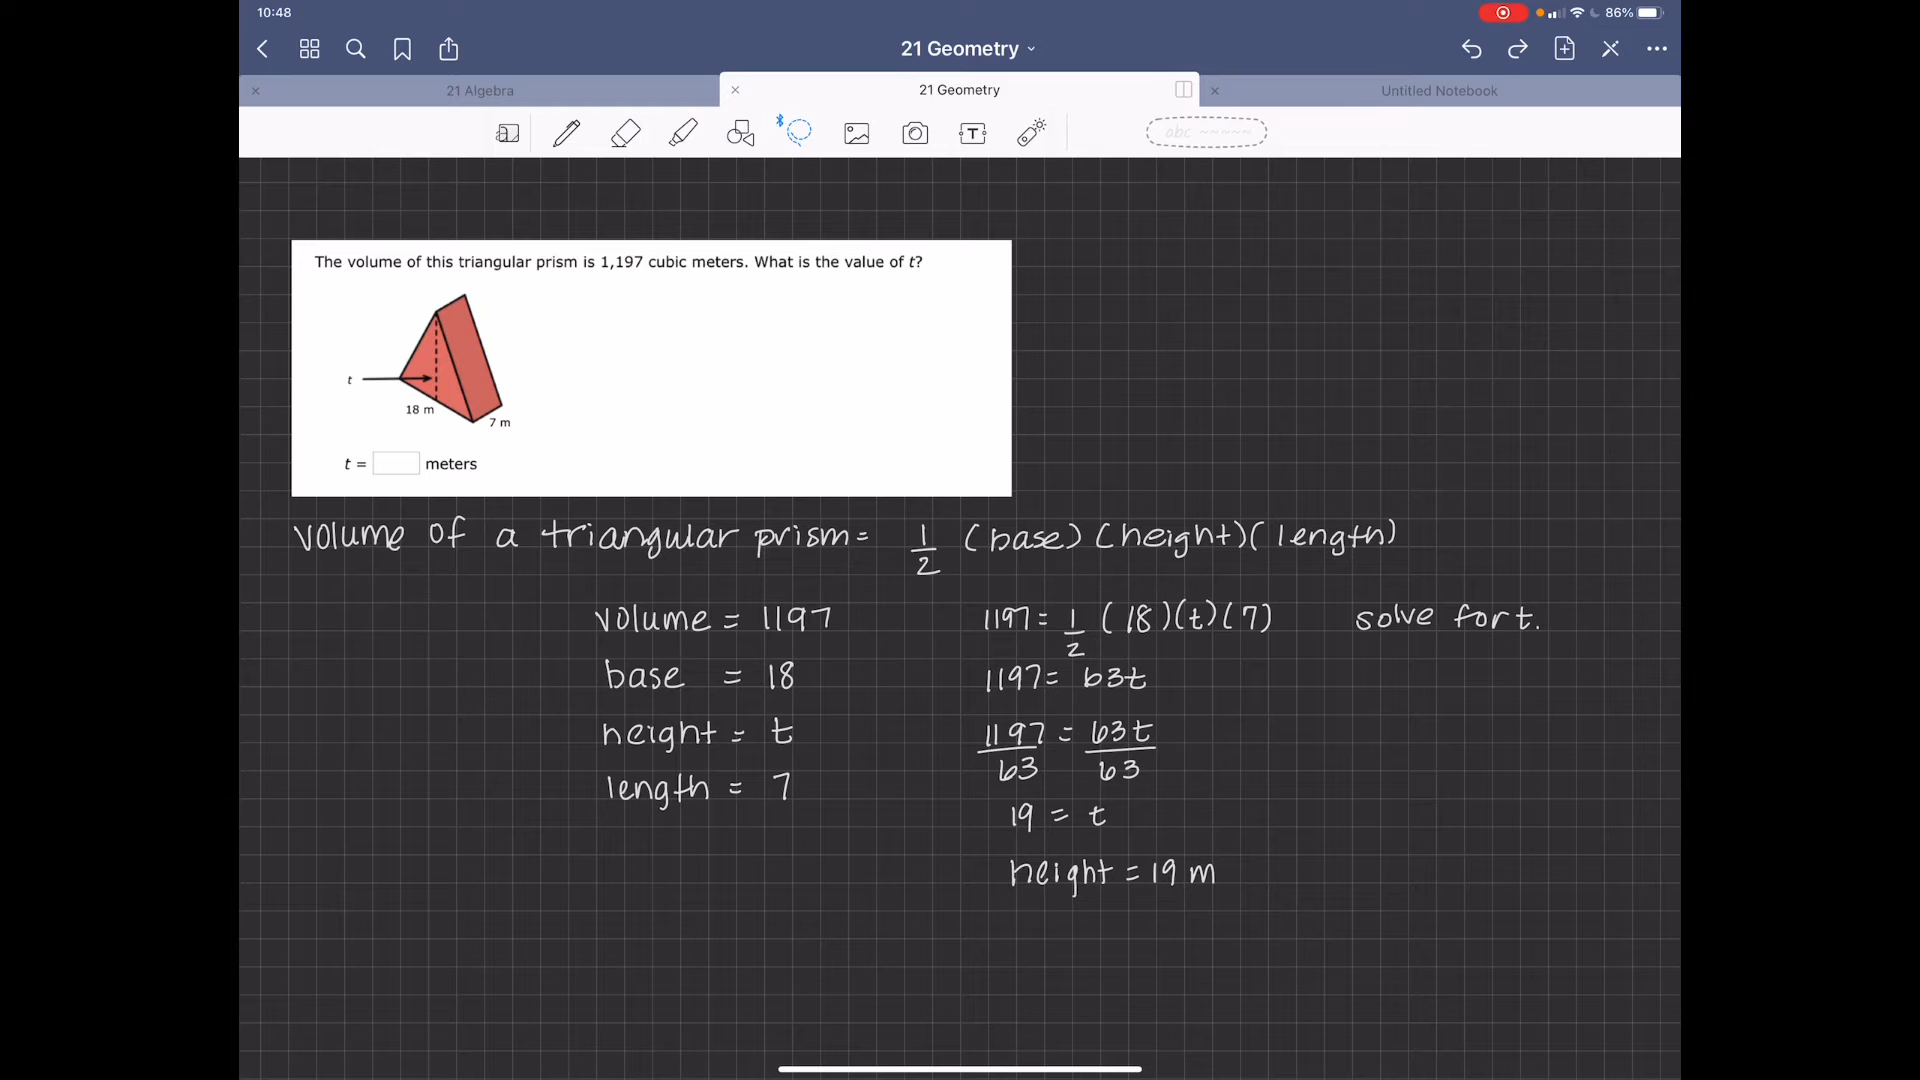 10:48
86%
21 Geometry
21 Algebra
21 Geometry
Untitled Notebook
a
T
abc ~~~~~
The volume of this triangular prism is 1,197 cubic meters. What is the value of t?
t
18 m
7 m
t = meters
volume of a triangular prism = 1/2 (base)(height)(length)
volume = 1197
base = 18
height = t
length = 7
1197 = 1/2 (18)(t)(7) solve for t.
1197 = 63t
1197/63 = 63t/63
19 = t
height = 19 m